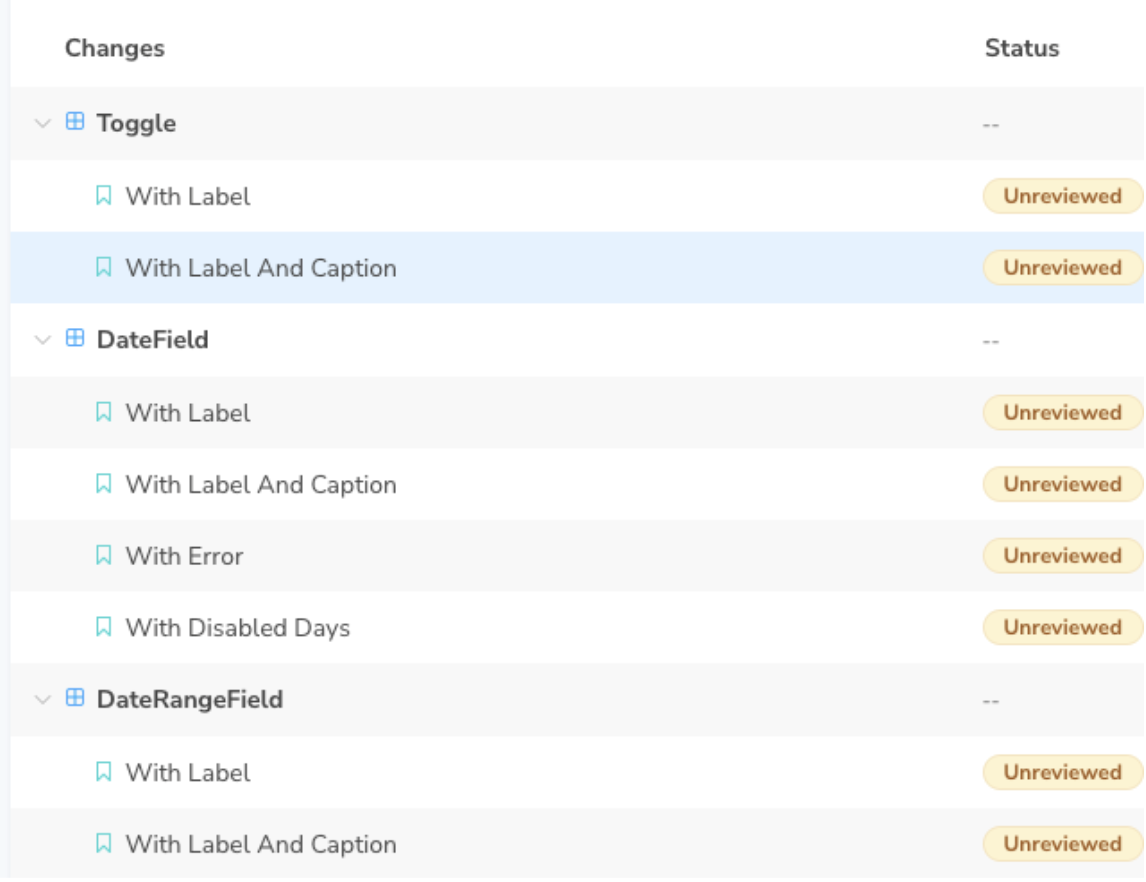 Changes Status
Toggle --
With Label Unreviewed
With Label And Caption Unreviewed
DateField --
With Label Unreviewed
With Label And Caption Unreviewed
With Error Unreviewed
With Disabled Days Unreviewed
DateRangeField --
With Label Unreviewed
With Label And Caption Unreviewed